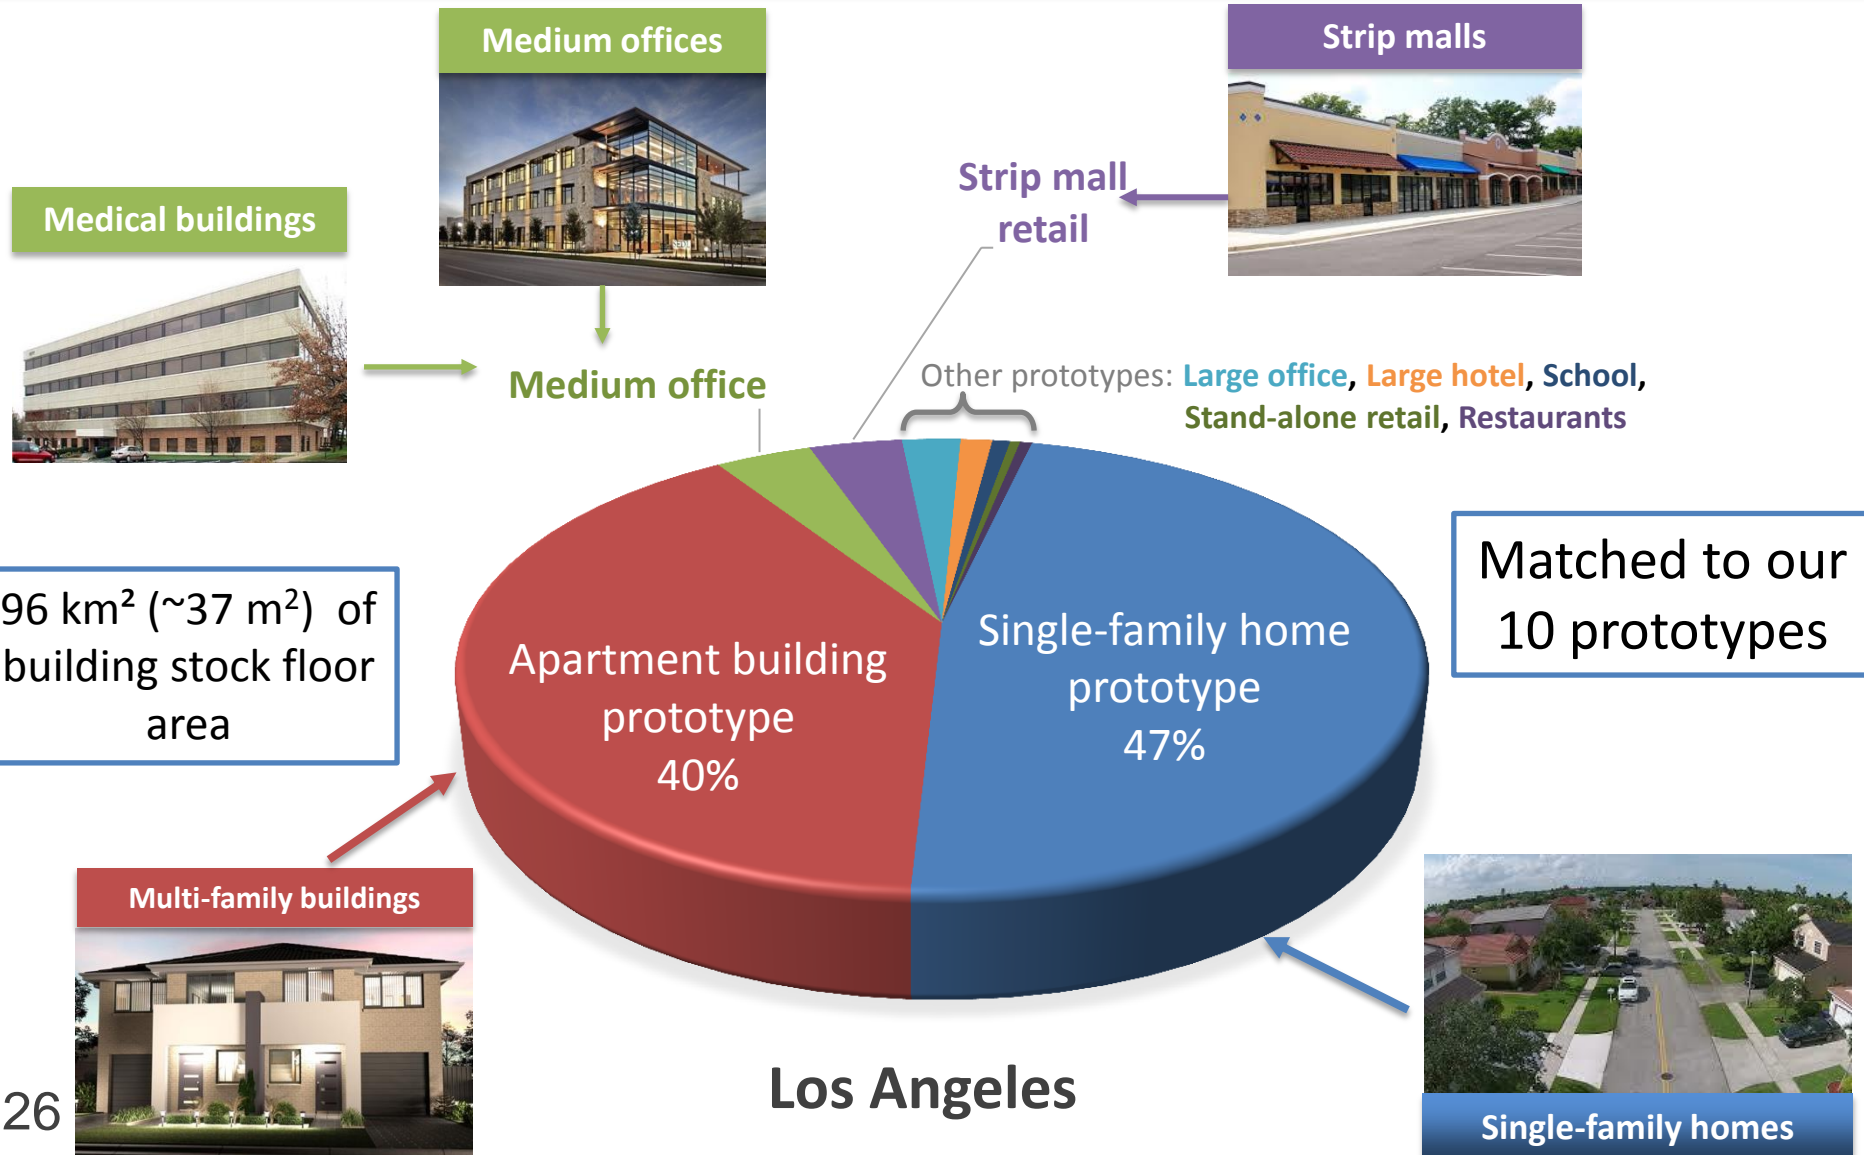 Medium offices
Strip malls
Medical buildings
Strip mall
retail
Medium office
Other prototypes: Large office, Large hotel, School,
Stand-alone retail, Restaurants
96 km² (~37 m²) of
building stock floor
area
Matched to our
10 prototypes
Apartment building
prototype
40%
Single-family home
prototype
47%
Multi-family buildings
Single-family homes
Los Angeles
26